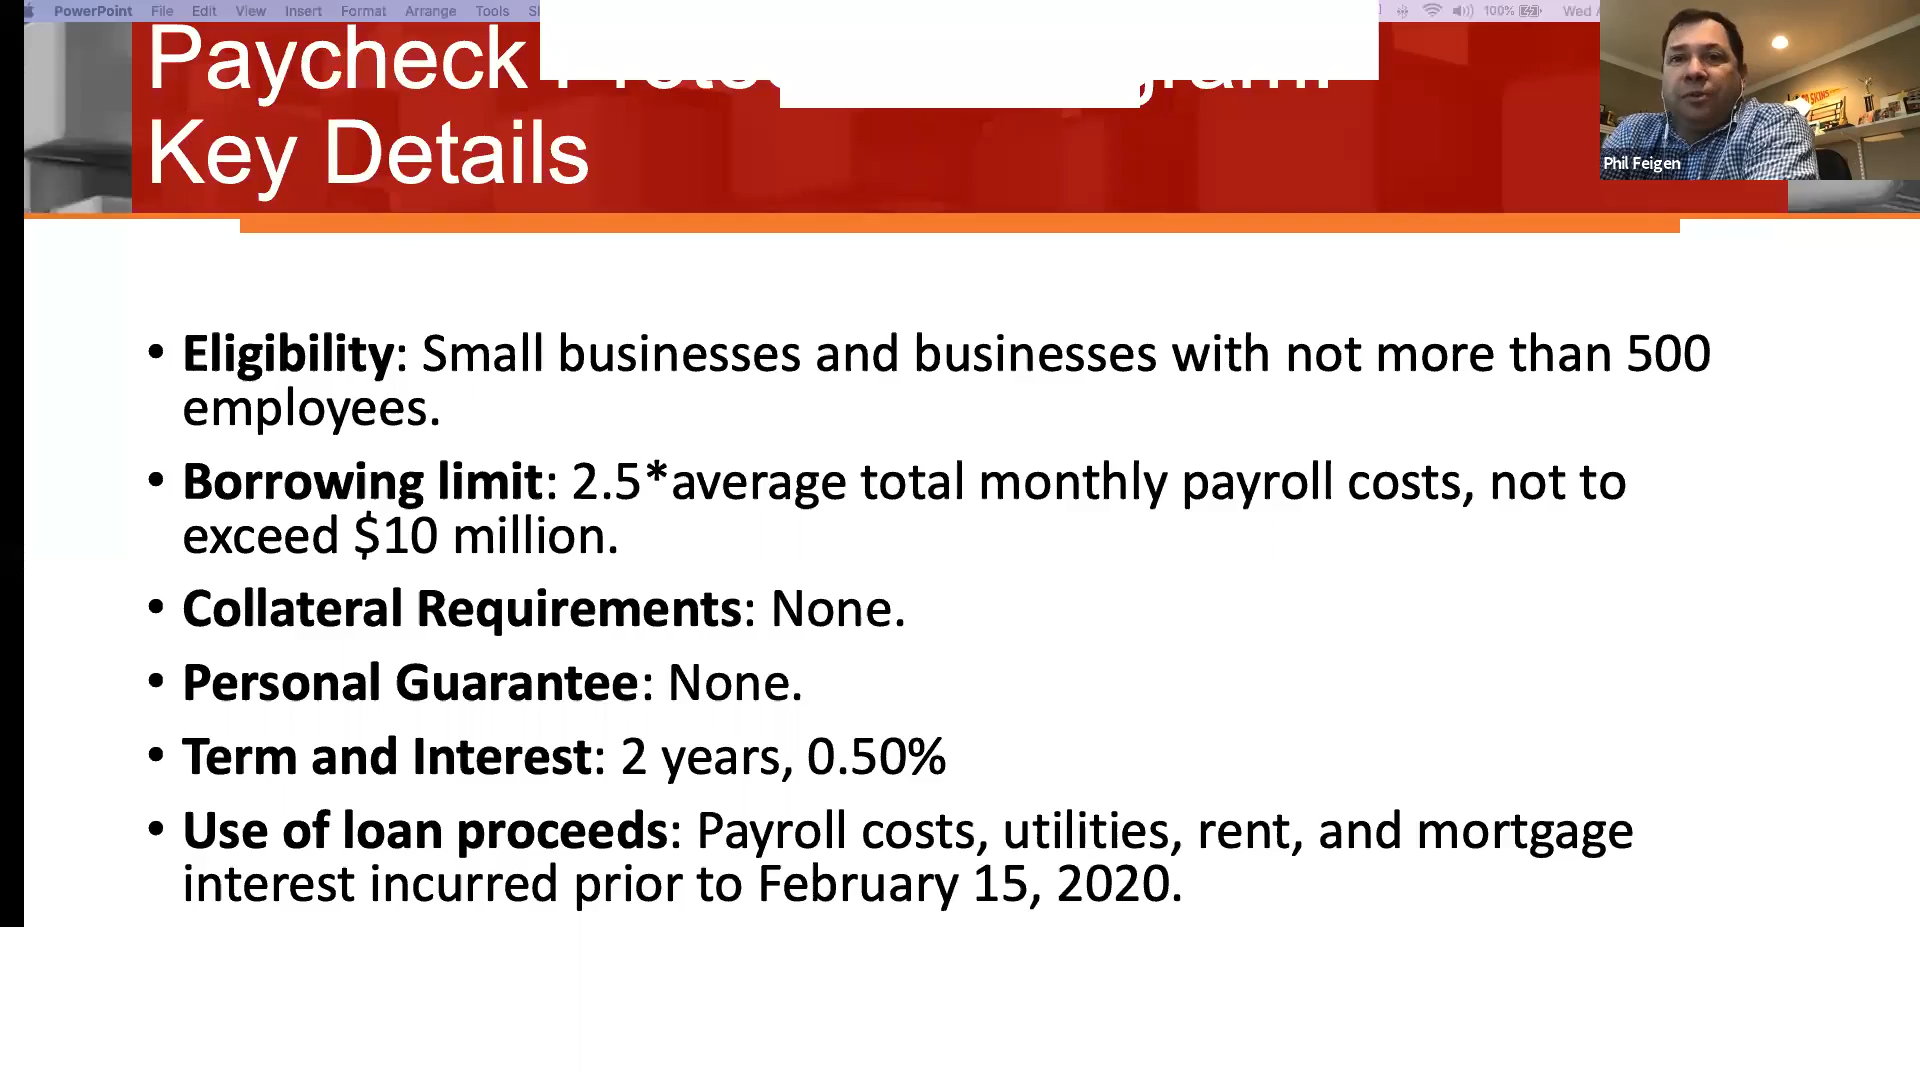 PowerPoint File Edit View Insert Format Arrange Tools 100% Wed
Paycheck
Key Details
Phil Feigen
• Eligibility: Small businesses and businesses with not more than 500
employees.
• Borrowing limit: 2.5*average total monthly payroll costs, not to
exceed $10 million.
• Collateral Requirements: None.
• Personal Guarantee: None.
• Term and Interest: 2 years, 0.50%
• Use of loan proceeds: Payroll costs, utilities, rent, and mortgage
interest incurred prior to February 15, 2020.